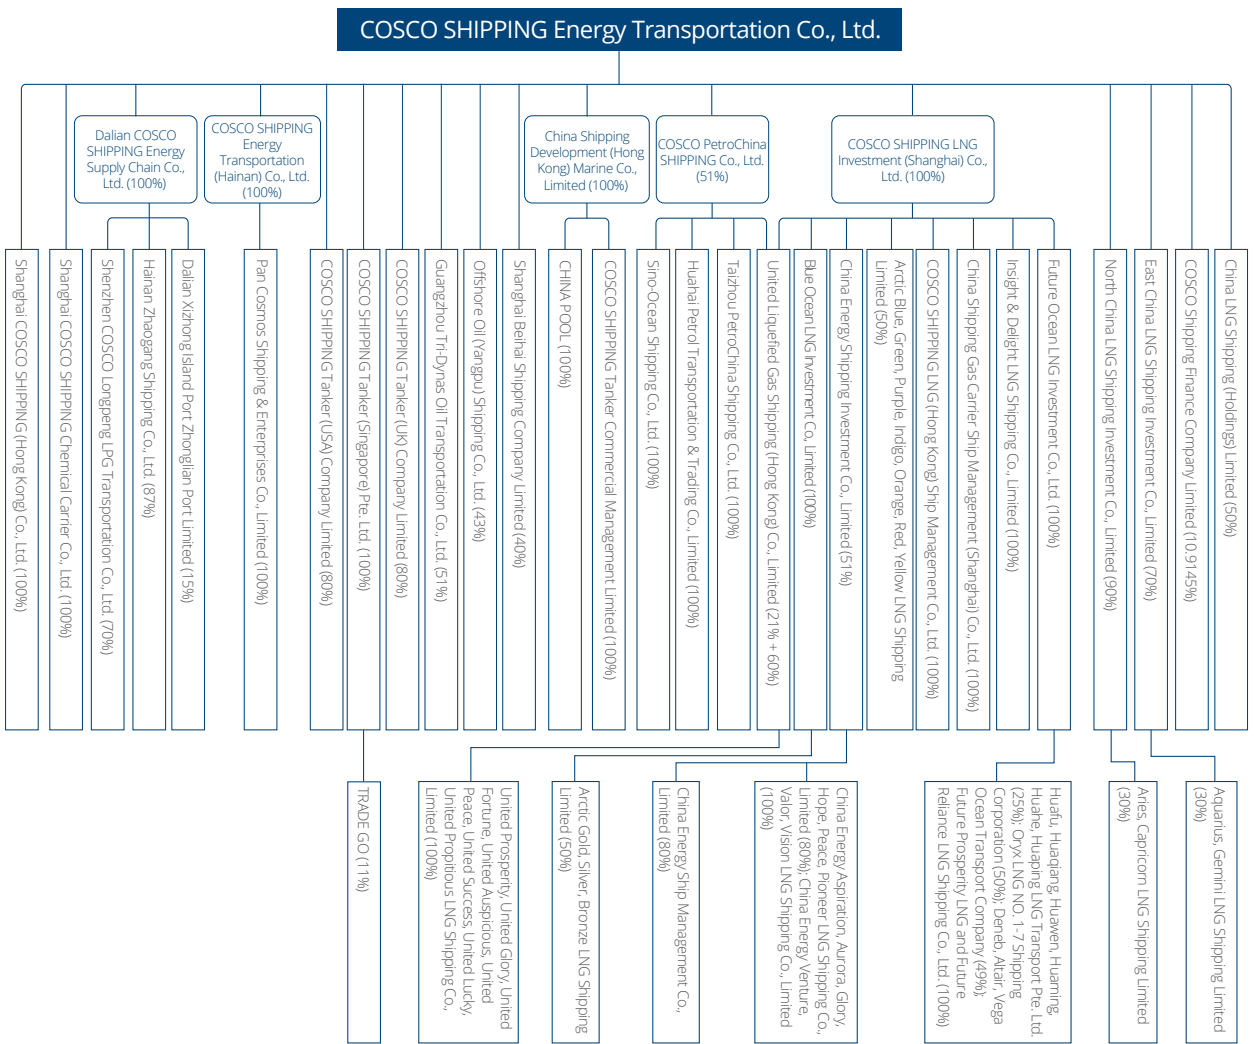 COSCO SHIPPING Energy Transportation Co., Ltd.
Dalian COSCO
SHIPPING Energy
Supply Chain Co.,
Ltd. (100%)
COSCO SHIPPING
Energy
Transportation
(Hainan) Co., Ltd.
(100%)
China Shipping
Development (Hong
Kong) Marine Co.,
Limited (100%)
COSCO PetroChina
SHIPPING Co., Ltd.
(51%)
COSCO SHIPPING LNG
Investment (Shanghai) Co.,
Ltd. (100%)
Shanghai COSCO SHIPPING (Hong Kong) Co., Ltd. (100%)
Shanghai COSCO SHIPPING Chemical Carrier Co., Ltd. (100%)
Shenzhen COSCO Longpeng LPG Transportation Co., Ltd. (70%)
Hainan Zhaogang Shipping Co., Ltd. (87%)
Dalian Xizhong Island Port Zhonglian Port Limited (15%)
Pan Cosmos Shipping & Enterprises Co., Limited (100%)
COSCO SHIPPING Tanker (USA) Company Limited (80%)
COSCO SHIPPING Tanker (Singapore) Pte. Ltd. (100%)
COSCO SHIPPING Tanker (UK) Company Limited (80%)
Guangzhou Tri-Dynas Oil Transportation Co., Ltd. (51%)
Offshore Oil (Yangpu) Shipping Co., Ltd. (43%)
Shanghai Beihai Shipping Company Limited (40%)
CHINA POOL (100%)
COSCO SHIPPING Tanker Commercial Management Limited (100%)
Sino-Ocean Shipping Co., Ltd. (100%)
Huahai Petrol Transportation & Trading Co., Limited (100%)
Taizhou PetroChina Shipping Co., Ltd. (100%)
United Liquefied Gas Shipping (Hong Kong) Co., Limited (21% + 60%)
Blue Ocean LNG Investment Co, Limited (100%)
China Energy Shipping Investment Co., Limited (51%)
Arctic Blue, Green, Purple, Indigo, Orange, Red, Yellow LNG Shipping
Limited (50%)
COSCO SHIPPING LNG (Hong Kong) Ship Management Co., Ltd. (100%)
China Shipping Gas Carrier Ship Management (Shanghai) Co., Ltd. (100%)
Insight & Delight LNG Shipping Co., Limited (100%)
Future Ocean LNG Investment Co., Ltd. (100%)
North China LNG Shipping Investment Co., Limited (90%)
East China LNG Shipping Investment Co., Limited (70%)
COSCO Shipping Finance Company Limited (10.9145%)
China LNG Shipping (Holdings) Limited (50%)
TRADE GO (11%)
United Prosperity, United Glory, United
Fortune, United Auspicious, United
Peace, United Success, United Lucky,
United Propitious LNG Shipping Co.,
Limited (100%)
Arctic Gold, Silver, Bronze LNG Shipping
Limited (50%)
China Energy Ship Management Co.,
Limited (80%)
China Energy Aspiration, Aurora, Glory,
Hope, Peace, Pioneer LNG Shipping Co.,
Limited (80%); China Energy Venture,
Valor, Vision LNG Shipping Co., Limited
(100%)
Huafu, Huaqiang, Huawen, Huaming,
Huahe, Huaping LNG Transport Pte. Ltd.
(25%); Oryx LNG NO. 1-7 Shipping
Corporation (50%); Deneb, Altair, Vega
Ocean Transport Company (49%);
Future Prosperity LNG and Future
Reliance LNG Shipping Co., Ltd. (100%)
Aries, Capricorn LNG Shipping Limited
(30%)
Aquarius, Gemini LNG Shipping Limited
(30%)